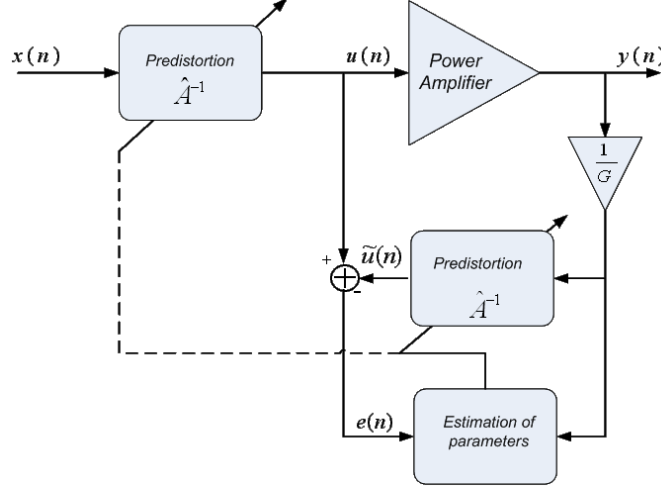 x(n)
Predistortion
Â⁻¹
u(n)
Power
Amplifier
y(n)
1
G
+
ũ(n)
-
Predistortion
Â⁻¹
e(n)
Estimation of
parameters